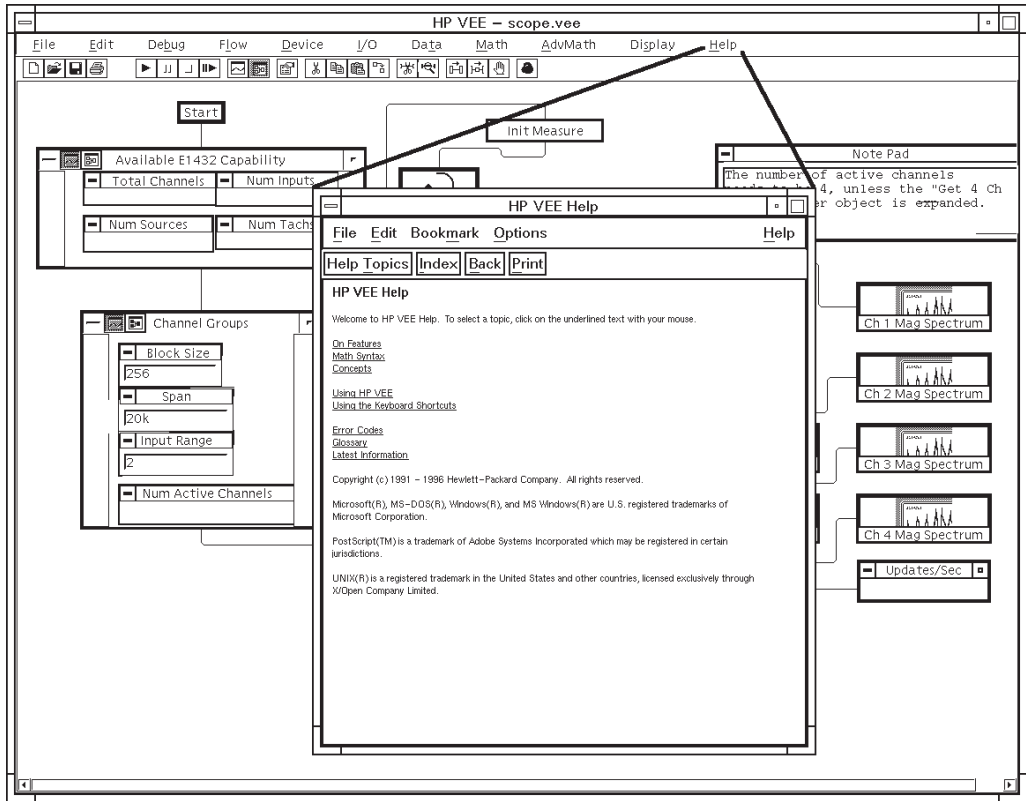 HP VEE – scope.vee
File Edit Debug Flow Device I/O Data Math AdvMath Display Help
Start
Init Measure
Available E1432 Capability
Total Channels
Num Inputs
Num Sources
Num Tachs
Note Pad
The number of active channels
4, unless the "Get 4 Ch
er object is expanded.
Channel Groups
Block Size
256
Span
20k
Input Range
2
Num Active Channels
HP VEE Help
File Edit Bookmark Options Help
Help Topics Index Back Print
HP VEE Help
Welcome to HP VEE Help. To select a topic, click on the underlined text with your mouse.
On Features
Math Syntax
Concepts
Using HP VEE
Using the Keyboard Shortcuts
Error Codes
Glossary
Latest Information
Copyright (c) 1991 – 1996 Hewlett–Packard Company. All rights reserved.
Microsoft(R), MS–DOS(R), Windows(R), and MS Windows(R) are U.S. registered trademarks of
Microsoft Corporation.
PostScript(TM) is a trademark of Adobe Systems Incorporated which may be registered in certain
jurisdictions.
UNIX(R) is a registered trademark in the United States and other countries, licensed exclusively through
X/Open Company Limited.
Ch 1 Mag Spectrum
Ch 2 Mag Spectrum
Ch 3 Mag Spectrum
Ch 4 Mag Spectrum
Updates/Sec